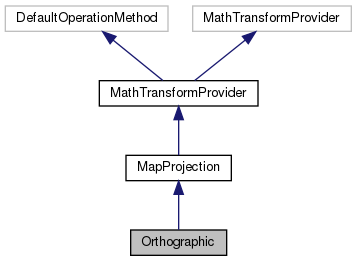 DefaultOperationMethod
MathTransformProvider
MathTransformProvider
MapProjection
Orthographic